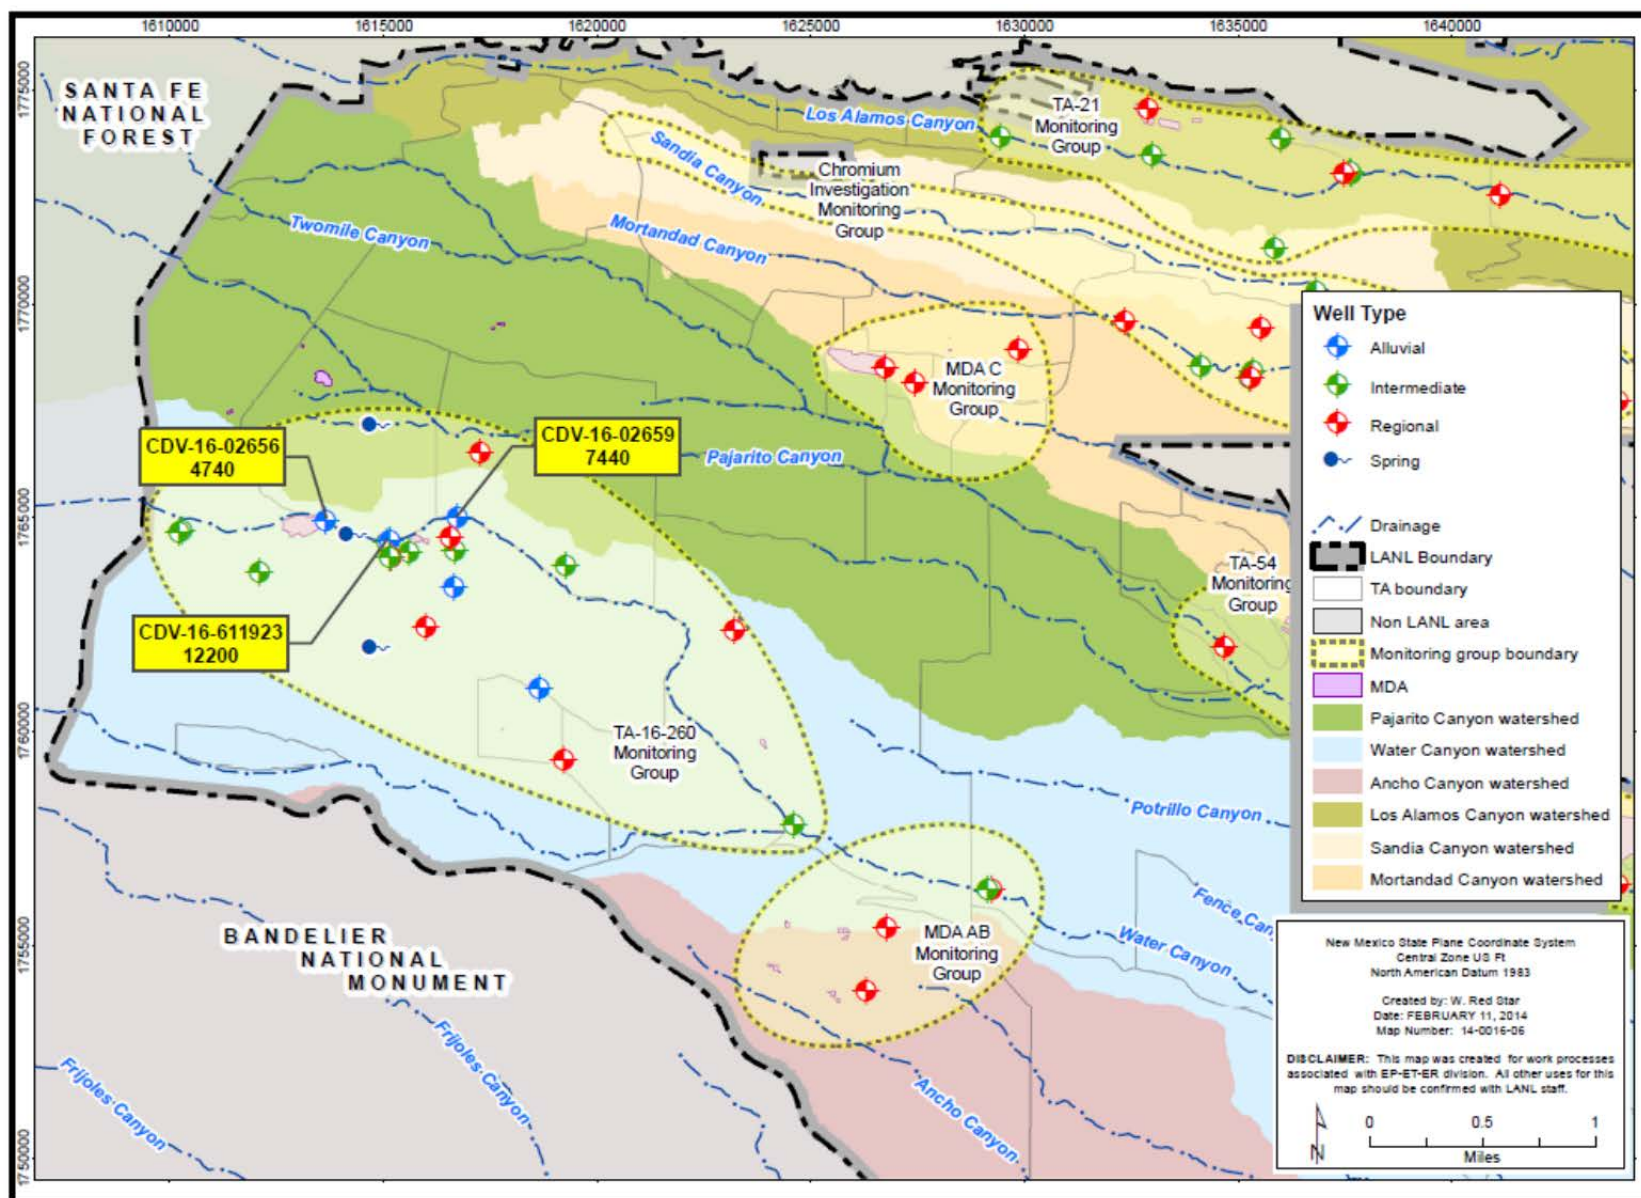 1610000
1615000
1620000
1625000
1630000
1635000
1640000
1775000
1770000
1765000
1760000
1755000
1750000
SANTA FE
NATIONAL
FOREST
Los Alamos Canyon
TA-21
Monitoring
Group
Sandia Canyon
Chromium
Investigation
Monitoring
Group
Twomile Canyon
Mortandad Canyon
MDA C
Monitoring
Group
Pajarito Canyon
CDV-16-02656
4740
CDV-16-02659
7440
CDV-16-611923
12200
TA-54
Monitoring
Group
TA-16-260
Monitoring
Group
Potrillo Canyon
Fence Can
Water Canyon
MDA AB
Monitoring
Group
BANDELIER
NATIONAL
MONUMENT
Frijoles Canyon
Frijoles Canyon
Ancho Canyon
Well Type
Alluvial
Intermediate
Regional
Spring
Drainage
LANL Boundary
TA boundary
Non LANL area
Monitoring group boundary
MDA
Pajarito Canyon watershed
Water Canyon watershed
Ancho Canyon watershed
Los Alamos Canyon watershed
Sandia Canyon watershed
Mortandad Canyon watershed
New Mexico State Plane Coordinate System
Central Zone US Ft
North American Datum 1983
Created by: W. Red Star
Date: FEBRUARY 11, 2014
Map Number: 14-0016-06
DISCLAIMER: This map was created for work processes
associated with EP-ET-ER division. All other uses for this
map should be confirmed with LANL staff.
N
0 0.5 1
Miles